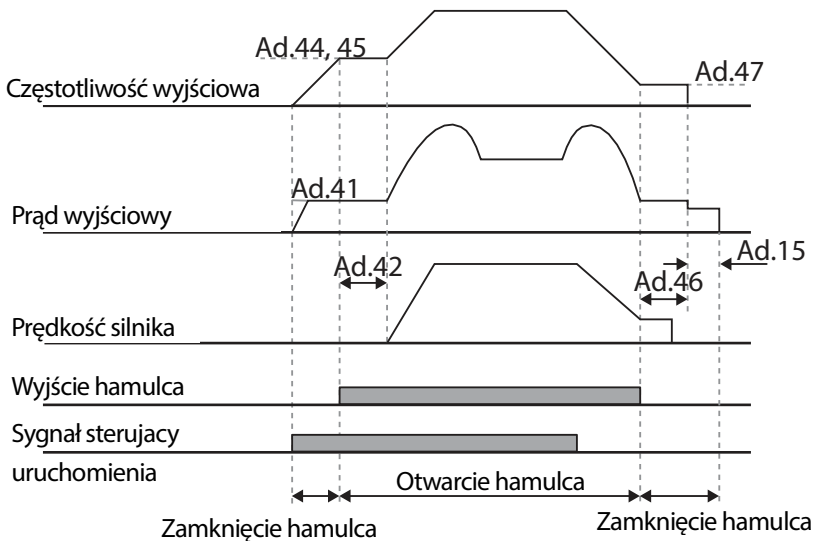 Ad.44, 45
Ad.47
Częstotliwość wyjściowa
Ad.41
Prąd wyjściowy
Ad.15
Ad.42
Ad.46
Prędkość silnika
Wyjście hamulca
Sygnał sterujacy
uruchomienia
Otwarcie hamulca
Zamknięcie hamulca
Zamknięcie hamulca